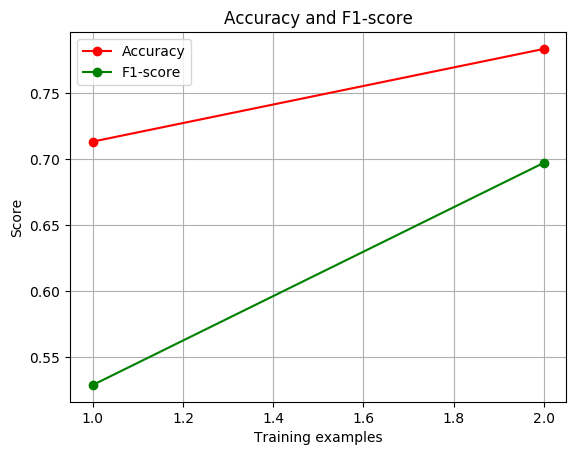 Accuracy and F1-score
Accuracy
F1-score
Score
0.75
0.70
0.65
0.60
0.55
1.0 1.2 1.4 1.6 1.8 2.0
Training examples